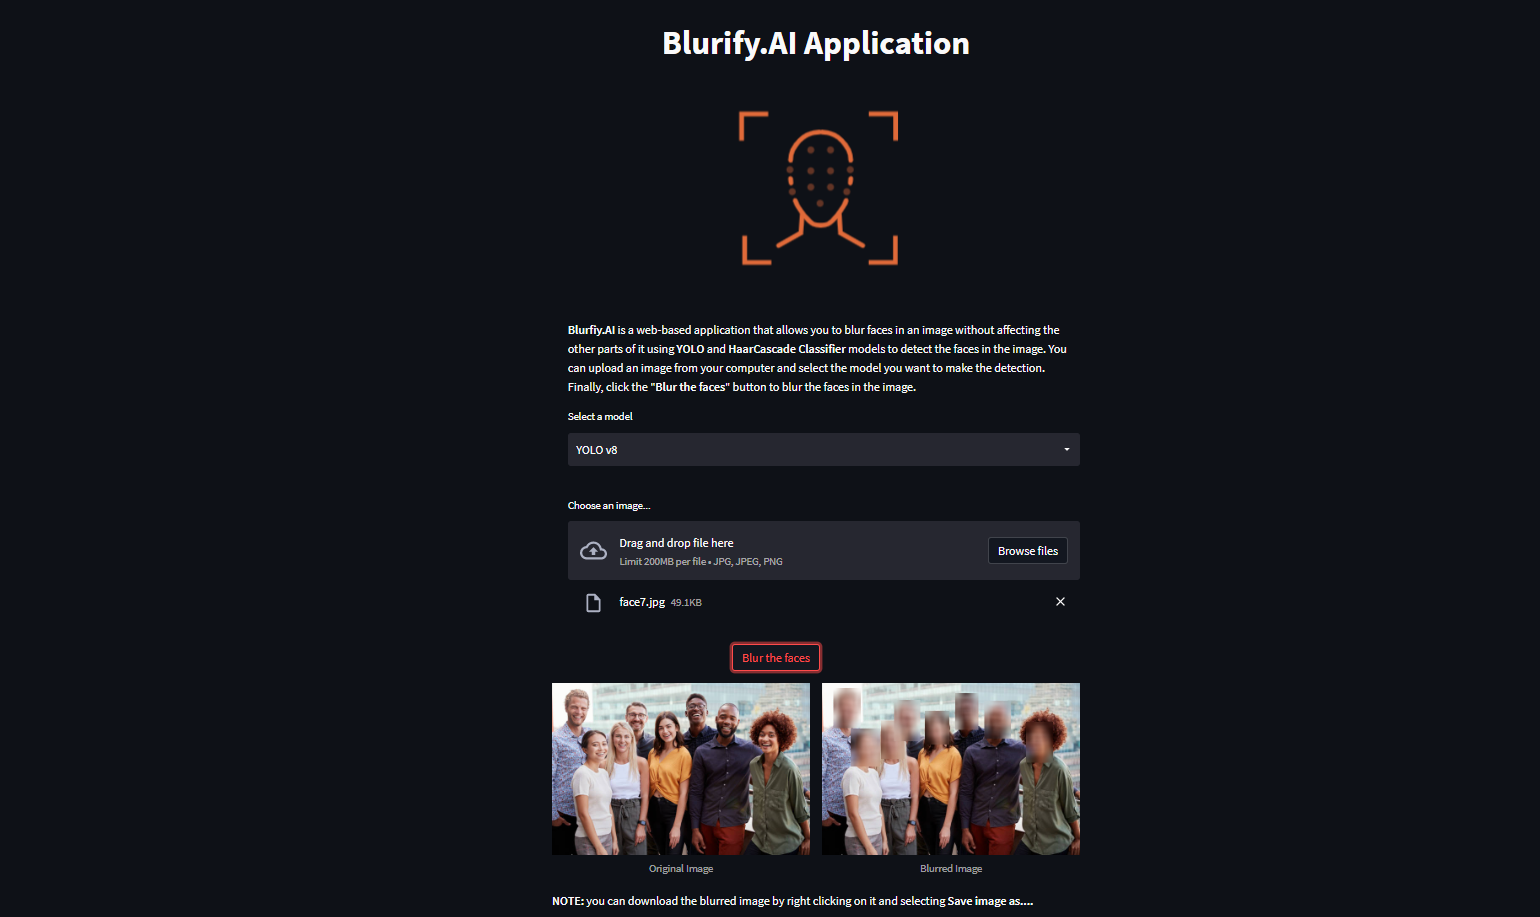 Blurify.AI Application
Blurfiy.AI is a web-based application that allows you to blur faces in an image without affecting the
other parts of it using YOLO and HaarCascade Classifier models to detect the faces in the image. You
can upload an image from your computer and select the model you want to make the detection.
Finally, click the "Blur the faces" button to blur the faces in the image.
Select a model
YOLO v8
Choose an image...
Drag and drop file here
Limit 200MB per file • JPG, JPEG, PNG
Browse files
face7.jpg 49.1KB
Blur the faces
Original Image
Blurred Image
NOTE: you can download the blurred image by right clicking on it and selecting Save image as....